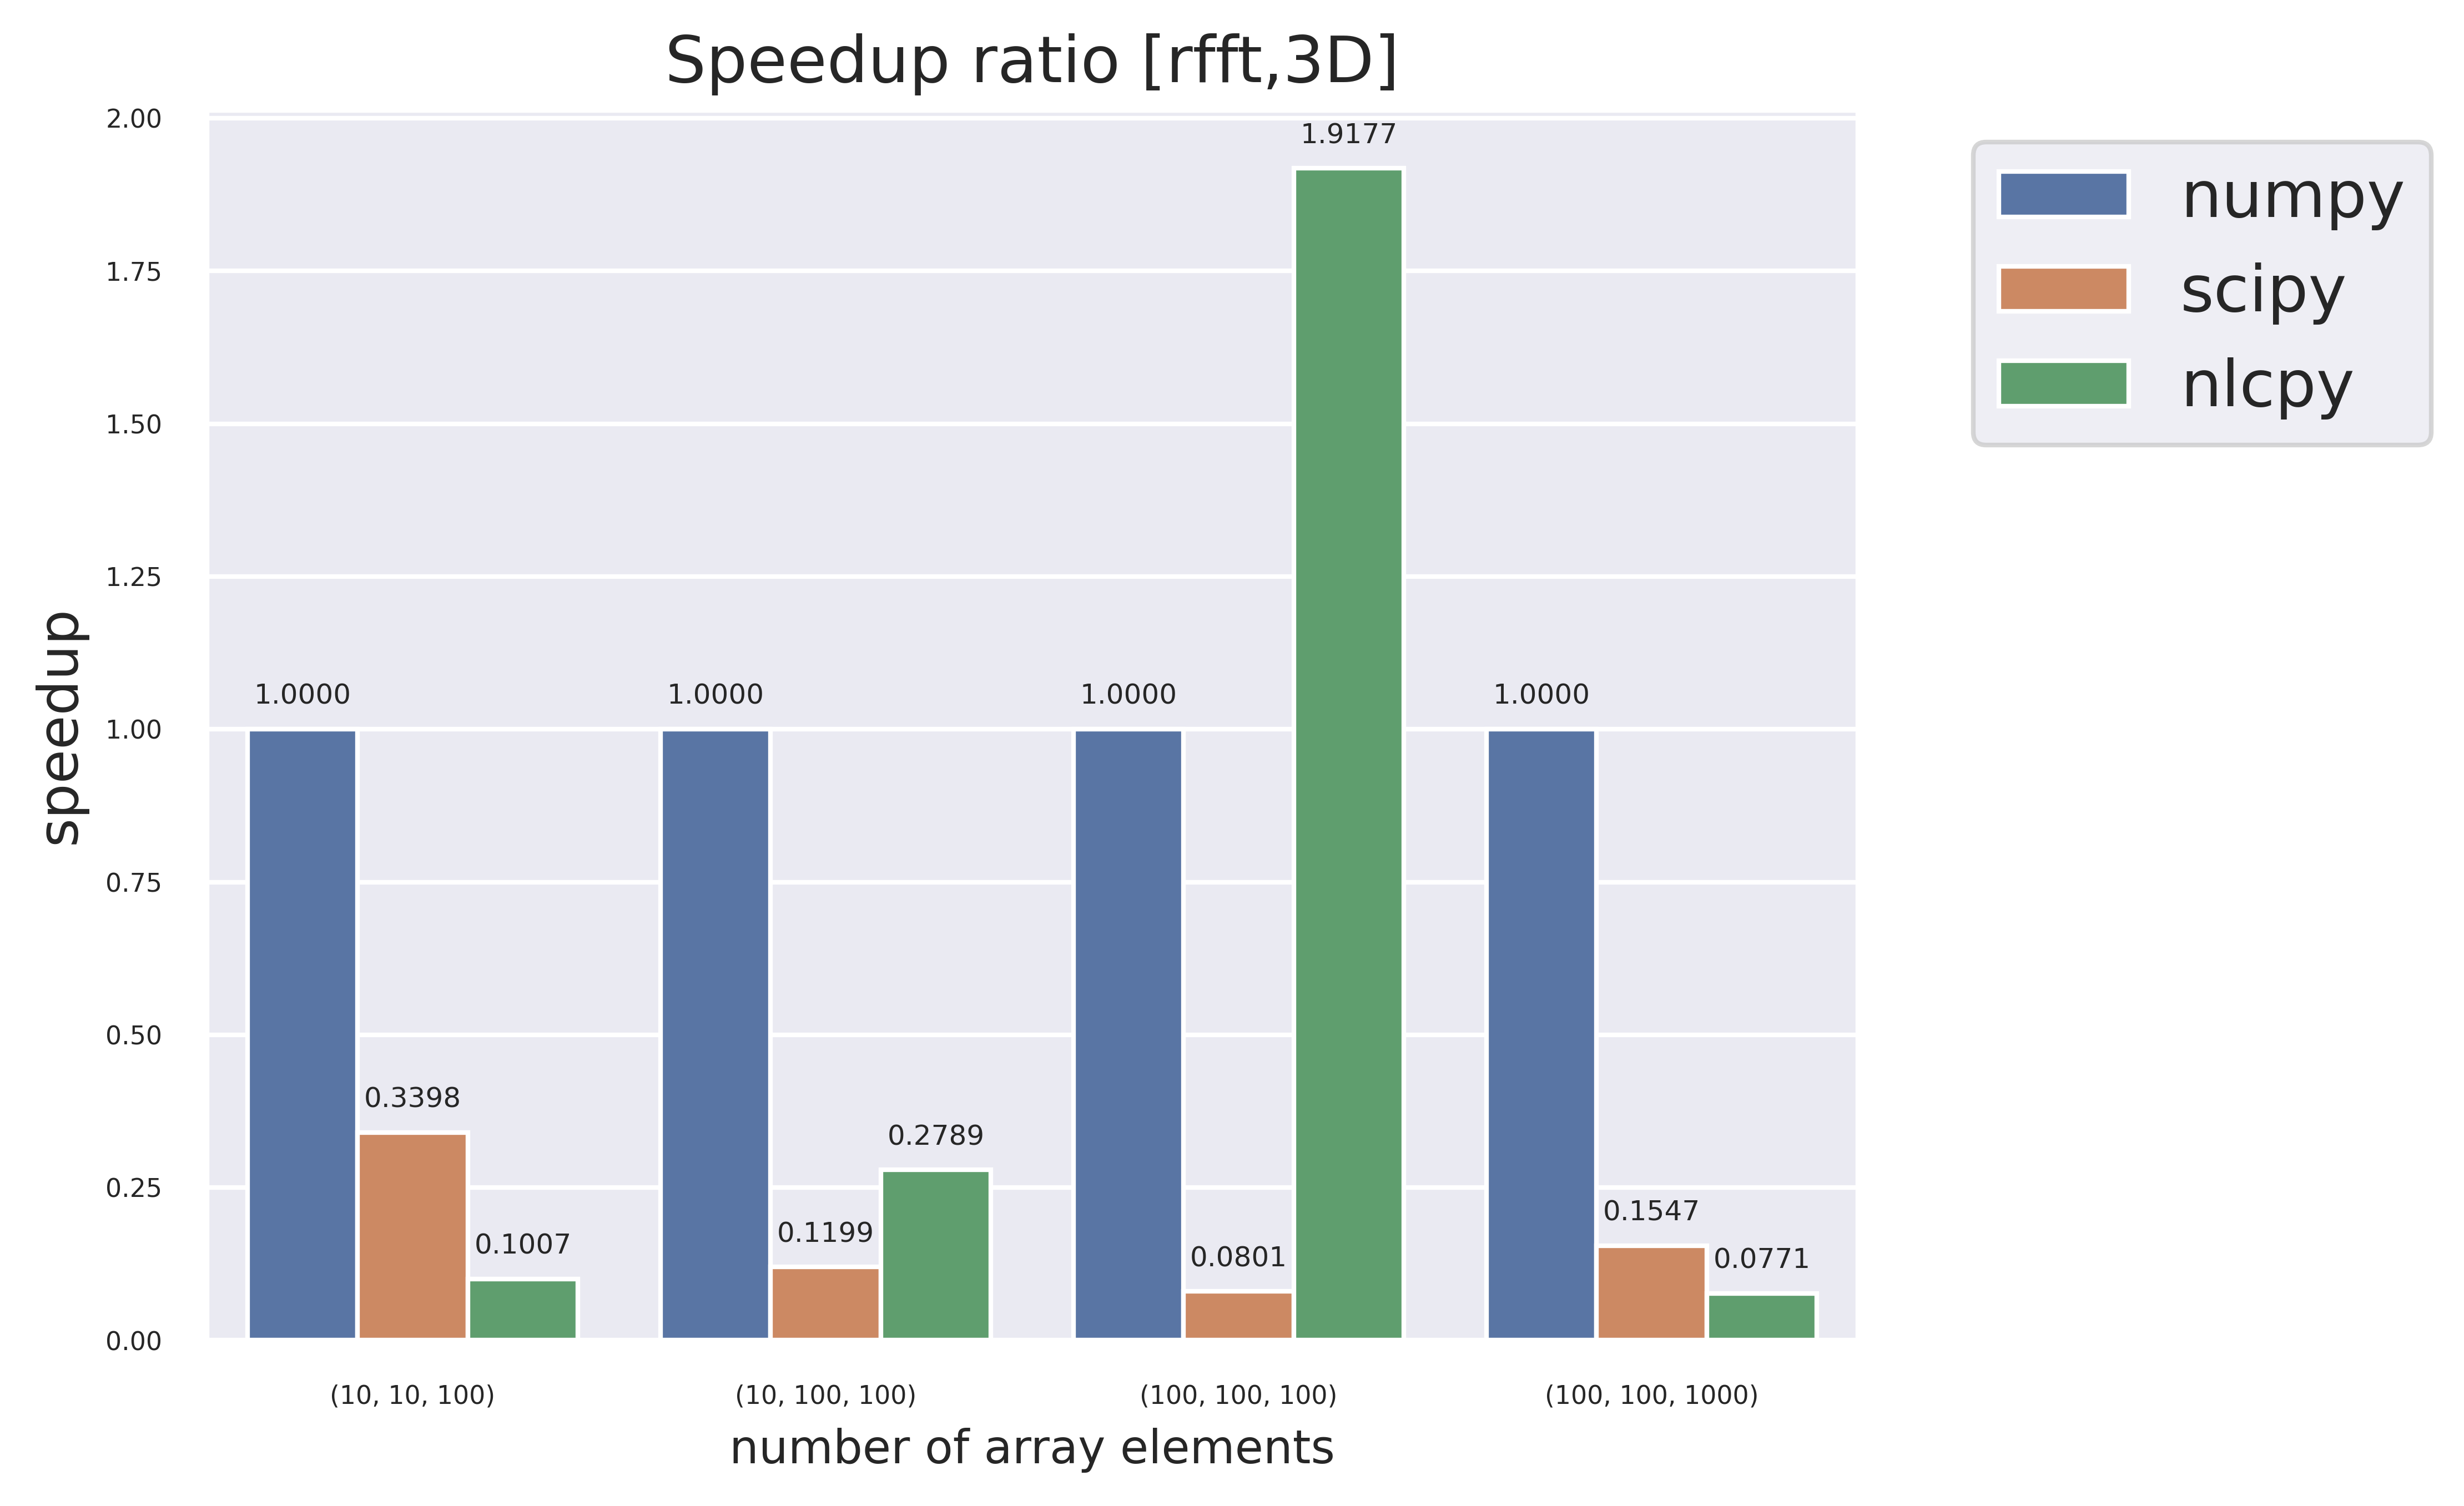 Speedup ratio [rfft,3D]
2.00
1.75
1.50
1.25
1.00
0.75
0.50
0.25
0.00
speedup
1.0000
0.3398
0.1007
1.0000
0.1199
0.2789
1.0000
0.0801
1.9177
1.0000
0.1547
0.0771
(10, 10, 100)
(10, 100, 100)
(100, 100, 100)
(100, 100, 1000)
number of array elements
numpy
scipy
nlcpy